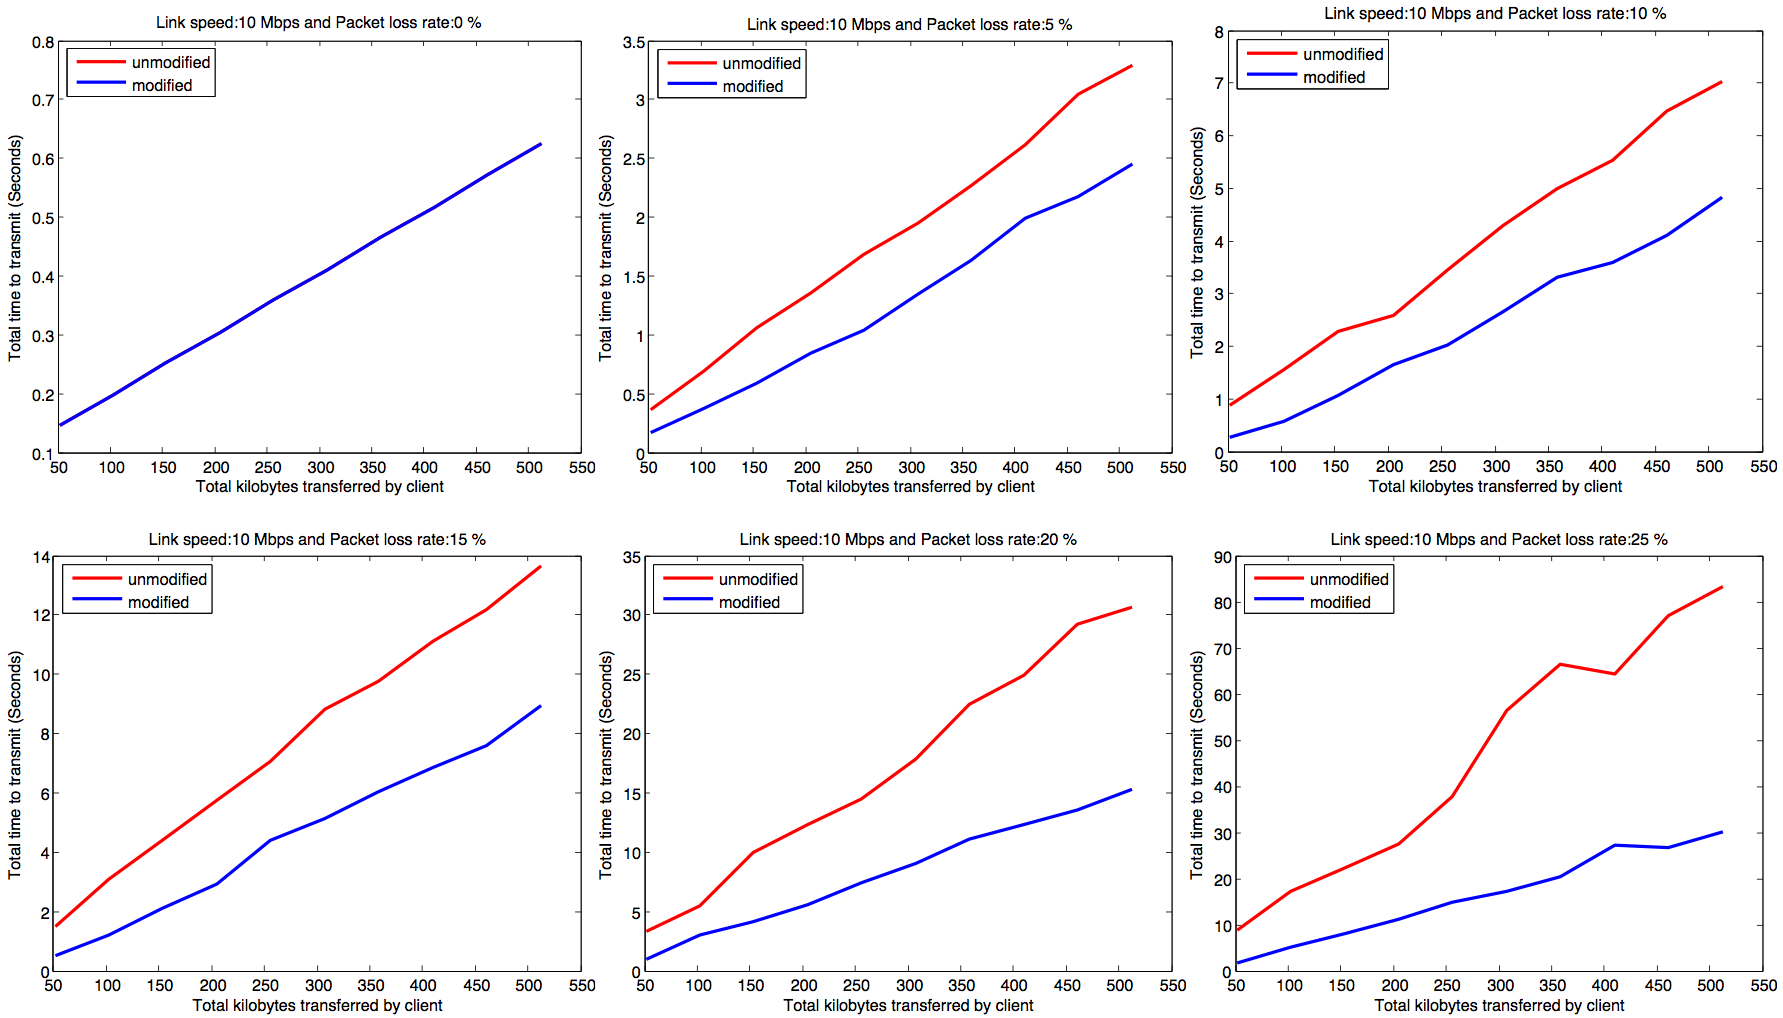 Link speed:10 Mbps and Packet loss rate:0 %
unmodified
modified
0.8
0.7
0.6
0.5
0.4
0.3
0.2
0.1
50 100 150 200 250 300 350 400 450 500 550
Total kilobytes transferred by client
Total time to transmit (Seconds)
Link speed:10 Mbps and Packet loss rate:5 %
unmodified
modified
3.5
3
2.5
2
1.5
1
0.5
0
50 100 150 200 250 300 350 400 450 500 550
Total kilobytes transferred by client
Total time to transmit (Seconds)
Link speed:10 Mbps and Packet loss rate:10 %
unmodified
modified
8
7
6
5
4
3
2
1
0
50 100 150 200 250 300 350 400 450 500 550
Total kilobytes transferred by client
Total time to transmit (Seconds)
Link speed:10 Mbps and Packet loss rate:15 %
unmodified
modified
14
12
10
8
6
4
2
0
50 100 150 200 250 300 350 400 450 500 550
Total kilobytes transferred by client
Total time to transmit (Seconds)
Link speed:10 Mbps and Packet loss rate:20 %
unmodified
modified
35
30
25
20
15
10
5
0
50 100 150 200 250 300 350 400 450 500 550
Total kilobytes transferred by client
Total time to transmit (Seconds)
Link speed:10 Mbps and Packet loss rate:25 %
unmodified
modified
90
80
70
60
50
40
30
20
10
0
50 100 150 200 250 300 350 400 450 500 550
Total kilobytes transferred by client
Total time to transmit (Seconds)